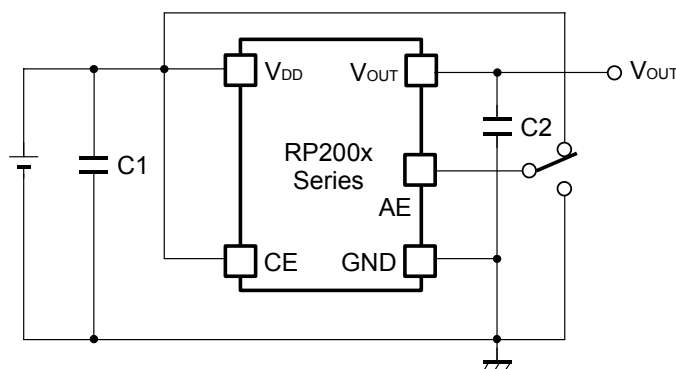 VDD
VOUT
VOUT
C1
RP200x
Series
C2
AE
CE
GND